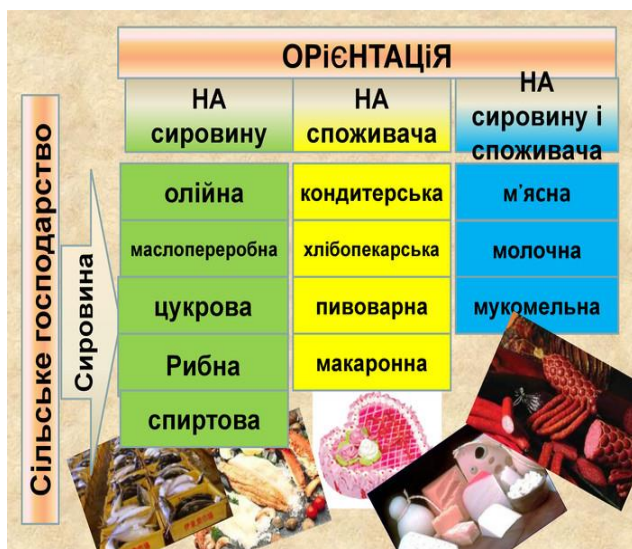 ОРіЄНТАЦіЯ
НА
сировину
НА
споживача
НА
сировину і
споживача
Сільське господарство
Сировина
олійна
кондитерська
м'ясна
маслопереробна
хлібопекарська
молочна
цукрова
пивоварна
мукомельна
Рибна
макаронна
спиртова